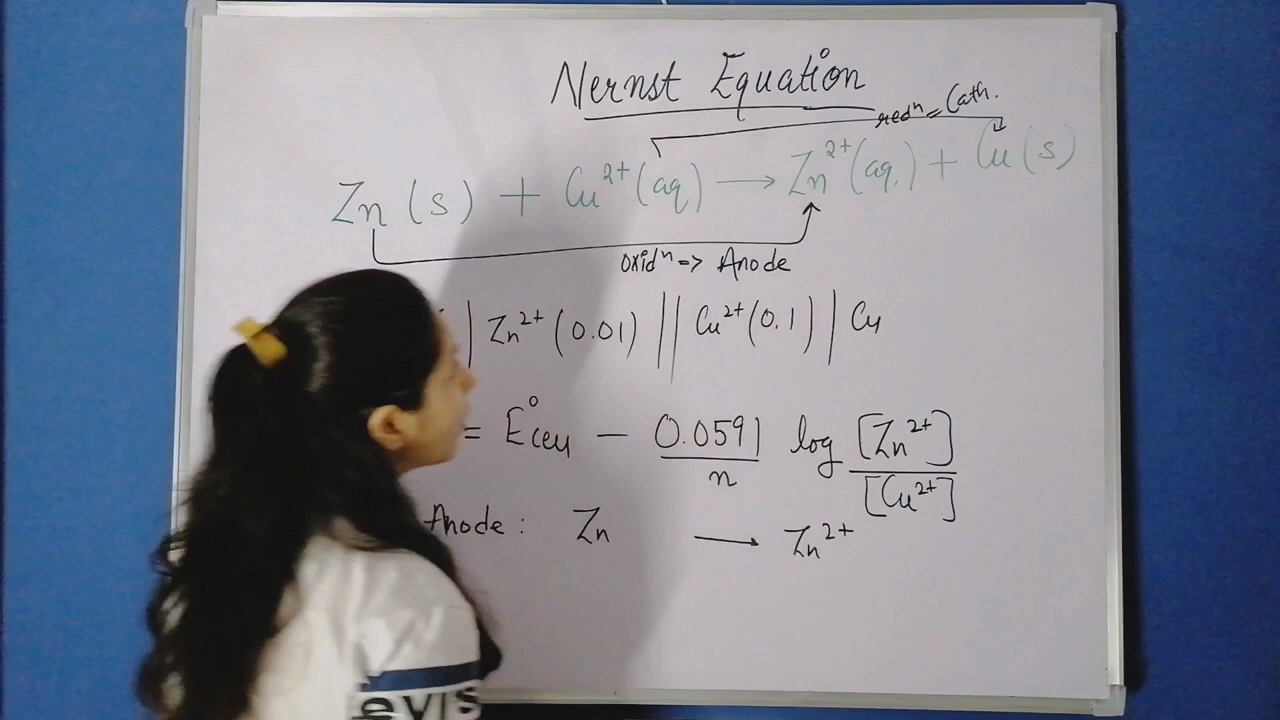 Nernst Equation
redⁿ = Cath.
Zn (s) + Cu²⁺ (aq) → Zn²⁺ (aq.) + Cu (s)
oxidⁿ => Anode
| Zn²⁺ (0.01) || Cu²⁺ (0.1) | Cu
= E°cell − 0.0591/n log [Zn²⁺]/[Cu²⁺]
Anode : Zn → Zn²⁺